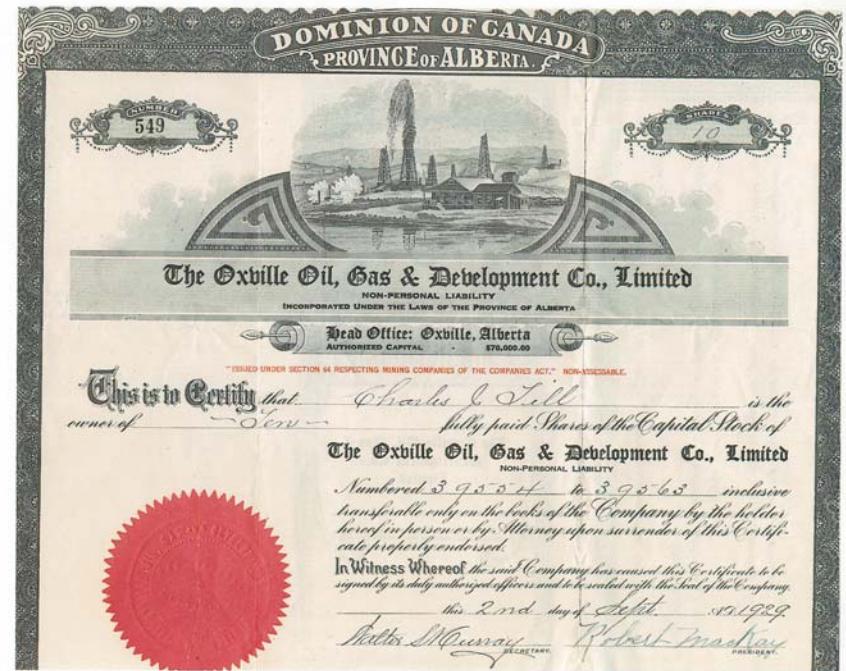 DOMINION OF CANADA
PROVINCE OF ALBERTA.
NUMBER
549
SHARES
10
The Oxville Oil, Gas & Development Co., Limited
NON-PERSONAL LIABILITY
INCORPORATED UNDER THE LAWS OF THE PROVINCE OF ALBERTA
Head Office: Oxville, Alberta
AUTHORIZED CAPITAL - $70,000.00
"ISSUED UNDER SECTION 64 RESPECTING MINING COMPANIES OF THE COMPANIES ACT." NON-ASSESSABLE.
This is to Certify that Charles J Till is the
owner of - Ten - fully paid Shares of the Capital Stock of
The Oxville Oil, Gas & Development Co., Limited
NON-PERSONAL LIABILITY
Numbered 39554 to 39563 inclusive
transferable only on the books of the Company by the holder
hereof in person or by Attorney upon surrender of this Certifi-
cate properly endorsed.
In Witness Whereof the said Company has caused this Certificate to be
signed by its duly authorized officers and to be sealed with the Seal of the Company.
this 2nd day of Sept. A.D. 1929
Walter S. Murray SECRETARY. Robert MacKay PRESIDENT.